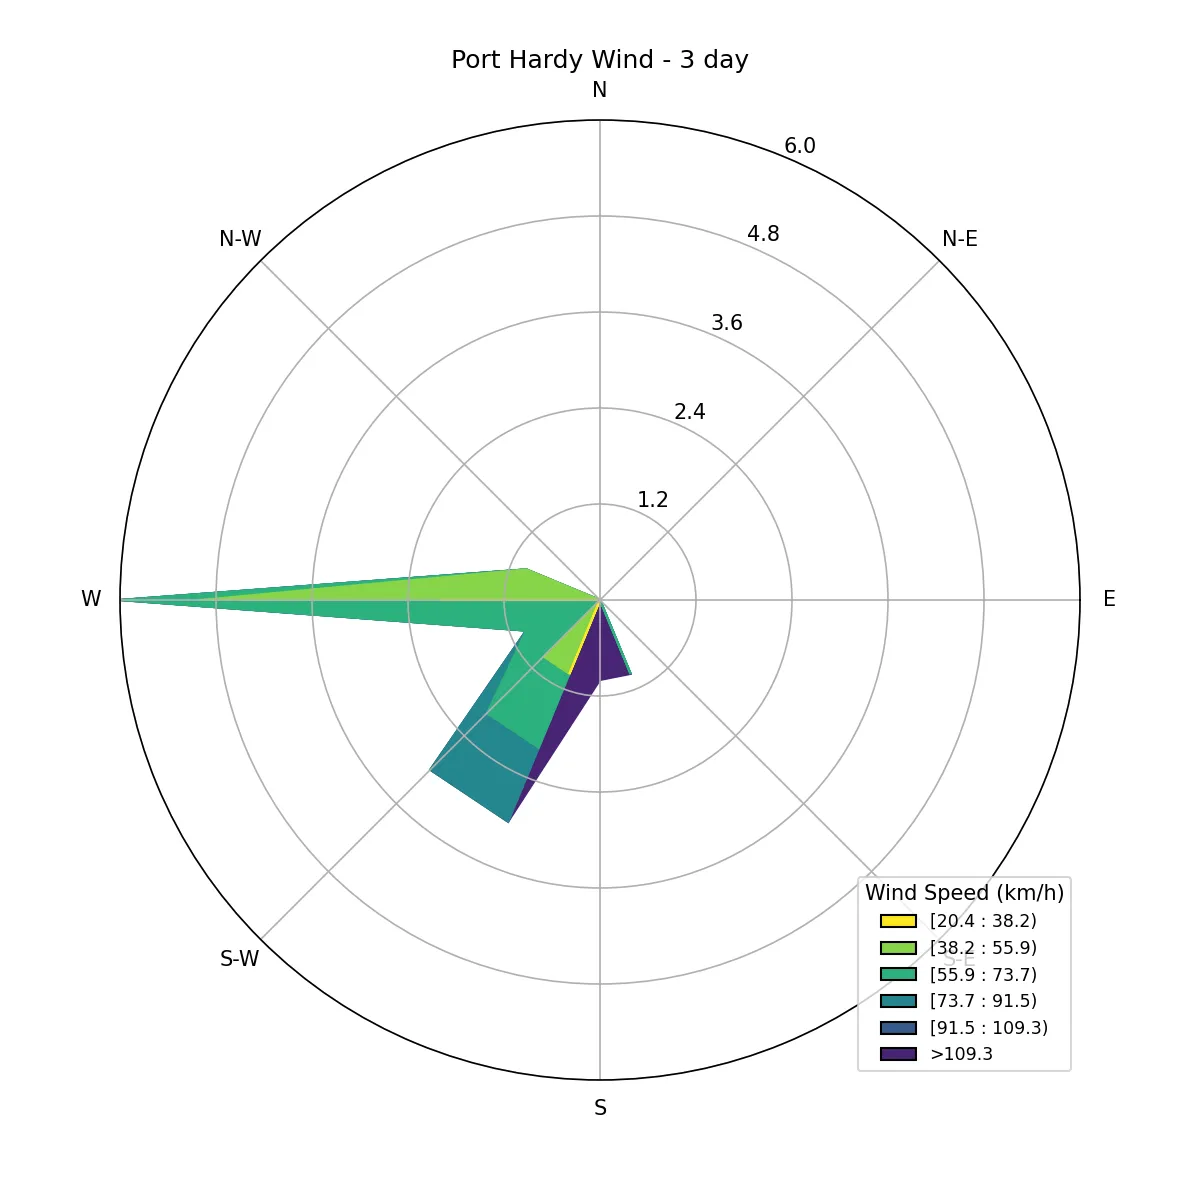 Port Hardy Wind - 3 day
N
6.0
N-W
N-E
4.8
3.6
2.4
1.2
W
E
S-W
S-E
S
Wind Speed (km/h)
[20.4 : 38.2)
[38.2 : 55.9)
[55.9 : 73.7)
[73.7 : 91.5)
[91.5 : 109.3)
>109.3